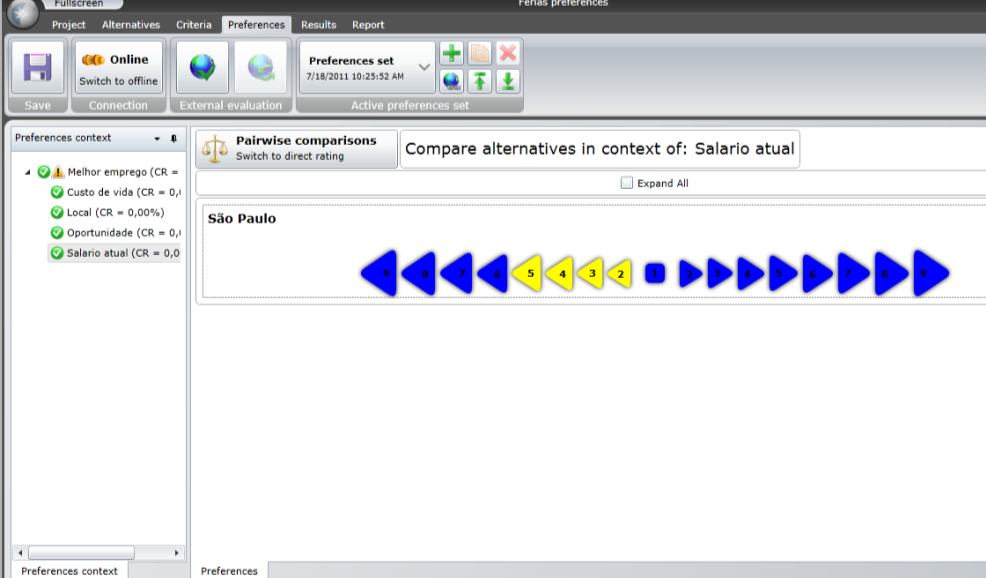 Fullscreen
Ferias preferences
Project Alternatives Criteria Preferences Results Report
Online
Switch to offline
Preferences set
7/18/2011 10:25:52 AM
Save Connection External evaluation Active preferences set
Preferences context
Pairwise comparisons
Switch to direct rating
Compare alternatives in context of: Salario atual
Expand All
Melhor emprego (CR =
Custo de vida (CR = 0,
Local (CR = 0,00%)
Oportunidade (CR = 0,
Salario atual (CR = 0,0
São Paulo
9 8 7 6 5 4 3 2 1 2 3 4 5 6 7 8 9
Preferences context
Preferences